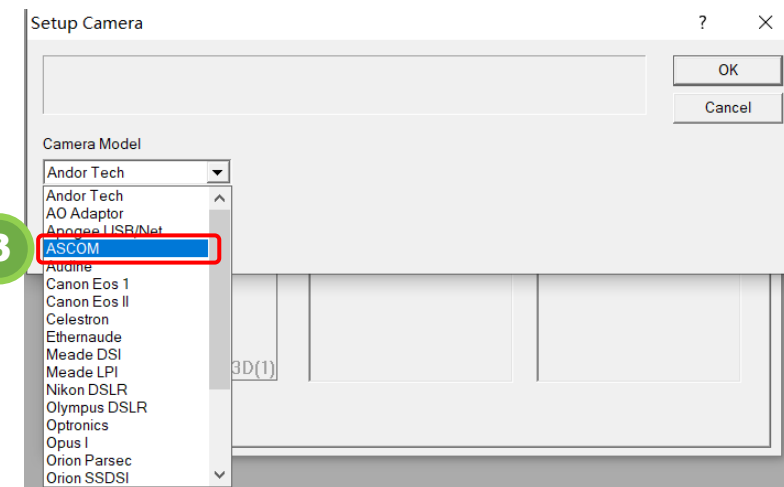 Setup Camera
?
OK
Cancel
Camera Model
Andor Tech
Andor Tech
AO Adaptor
Apogee USB/Net
ASCOM
3
Audine
Canon Eos 1
Canon Eos II
Celestron
Ethernaude
Meade DSI
Meade LPI
3D(1)
Nikon DSLR
Olympus DSLR
Optronics
Opus I
Orion Parsec
Orion SSDSI